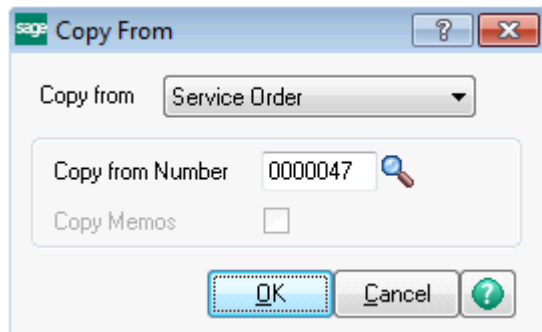 sage Copy From ?
Copy from Service Order
Copy from Number 0000047
Copy Memos
OK Cancel ?